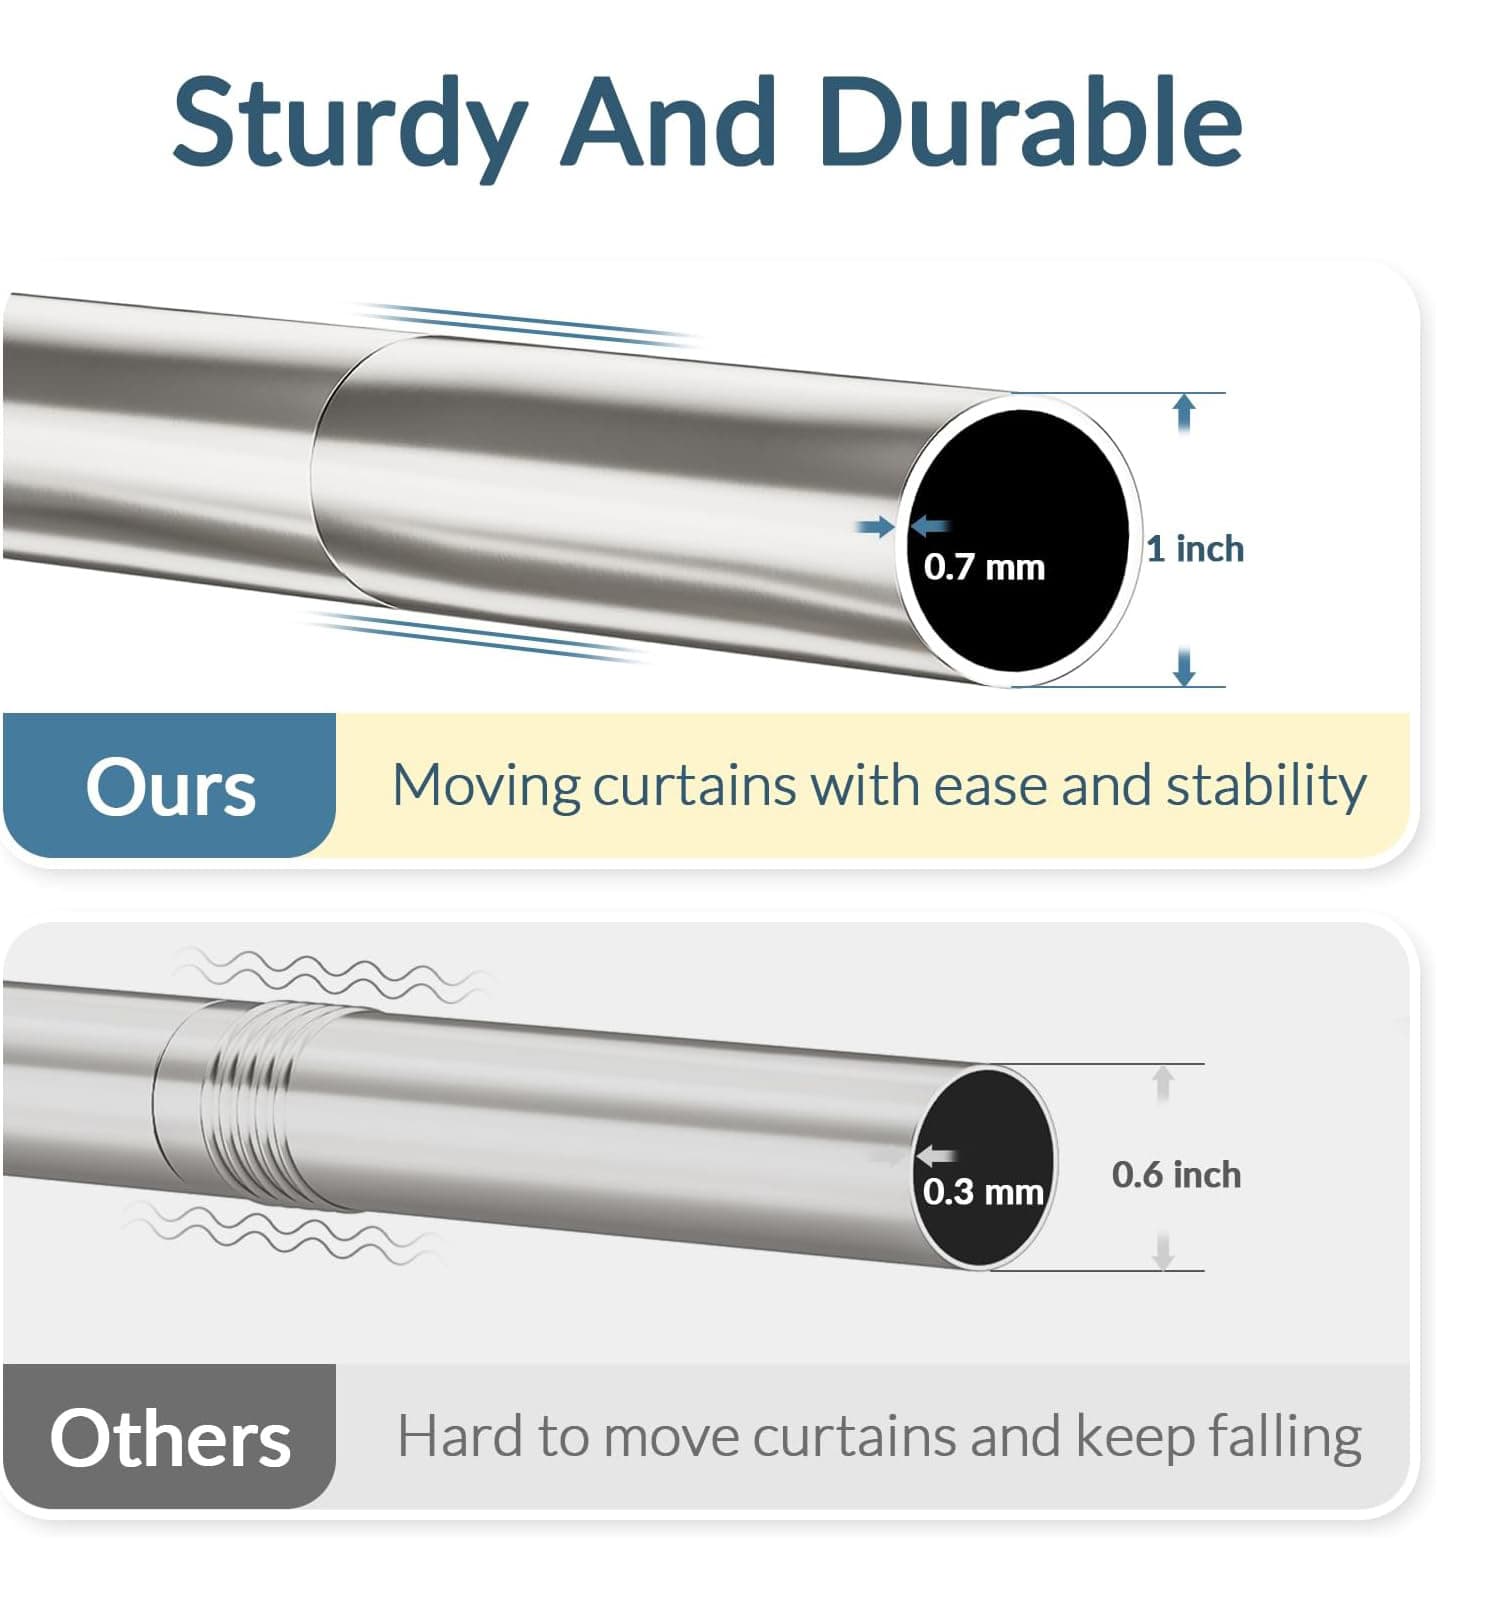 Sturdy And Durable
0.7 mm
1 inch
Ours
Moving curtains with ease and stability
0.3 mm
0.6 inch
Others
Hard to move curtains and keep falling